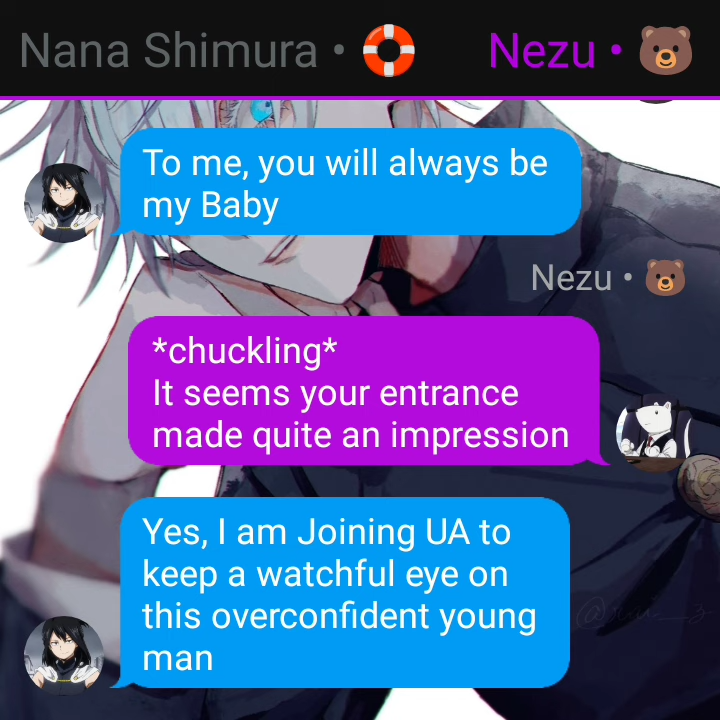 Nana Shimura • 🛟 Nezu • 🐻
To me, you will always be
my Baby
Nezu • 🐻
*chuckling*
It seems your entrance
made quite an impression
Yes, I am Joining UA to
keep a watchful eye on
this overconfident young
man